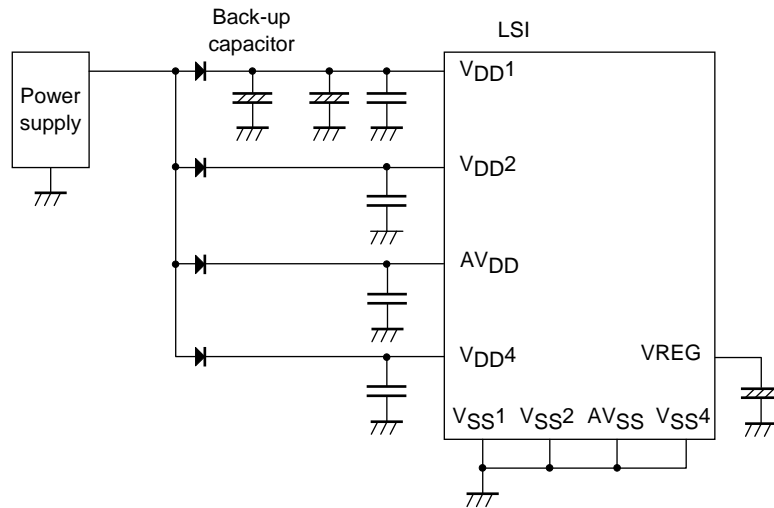 Back-up
capacitor
LSI
Power
supply
VDD1
VDD2
AVDD
VDD4
VREG
VSS1 VSS2 AVSS VSS4